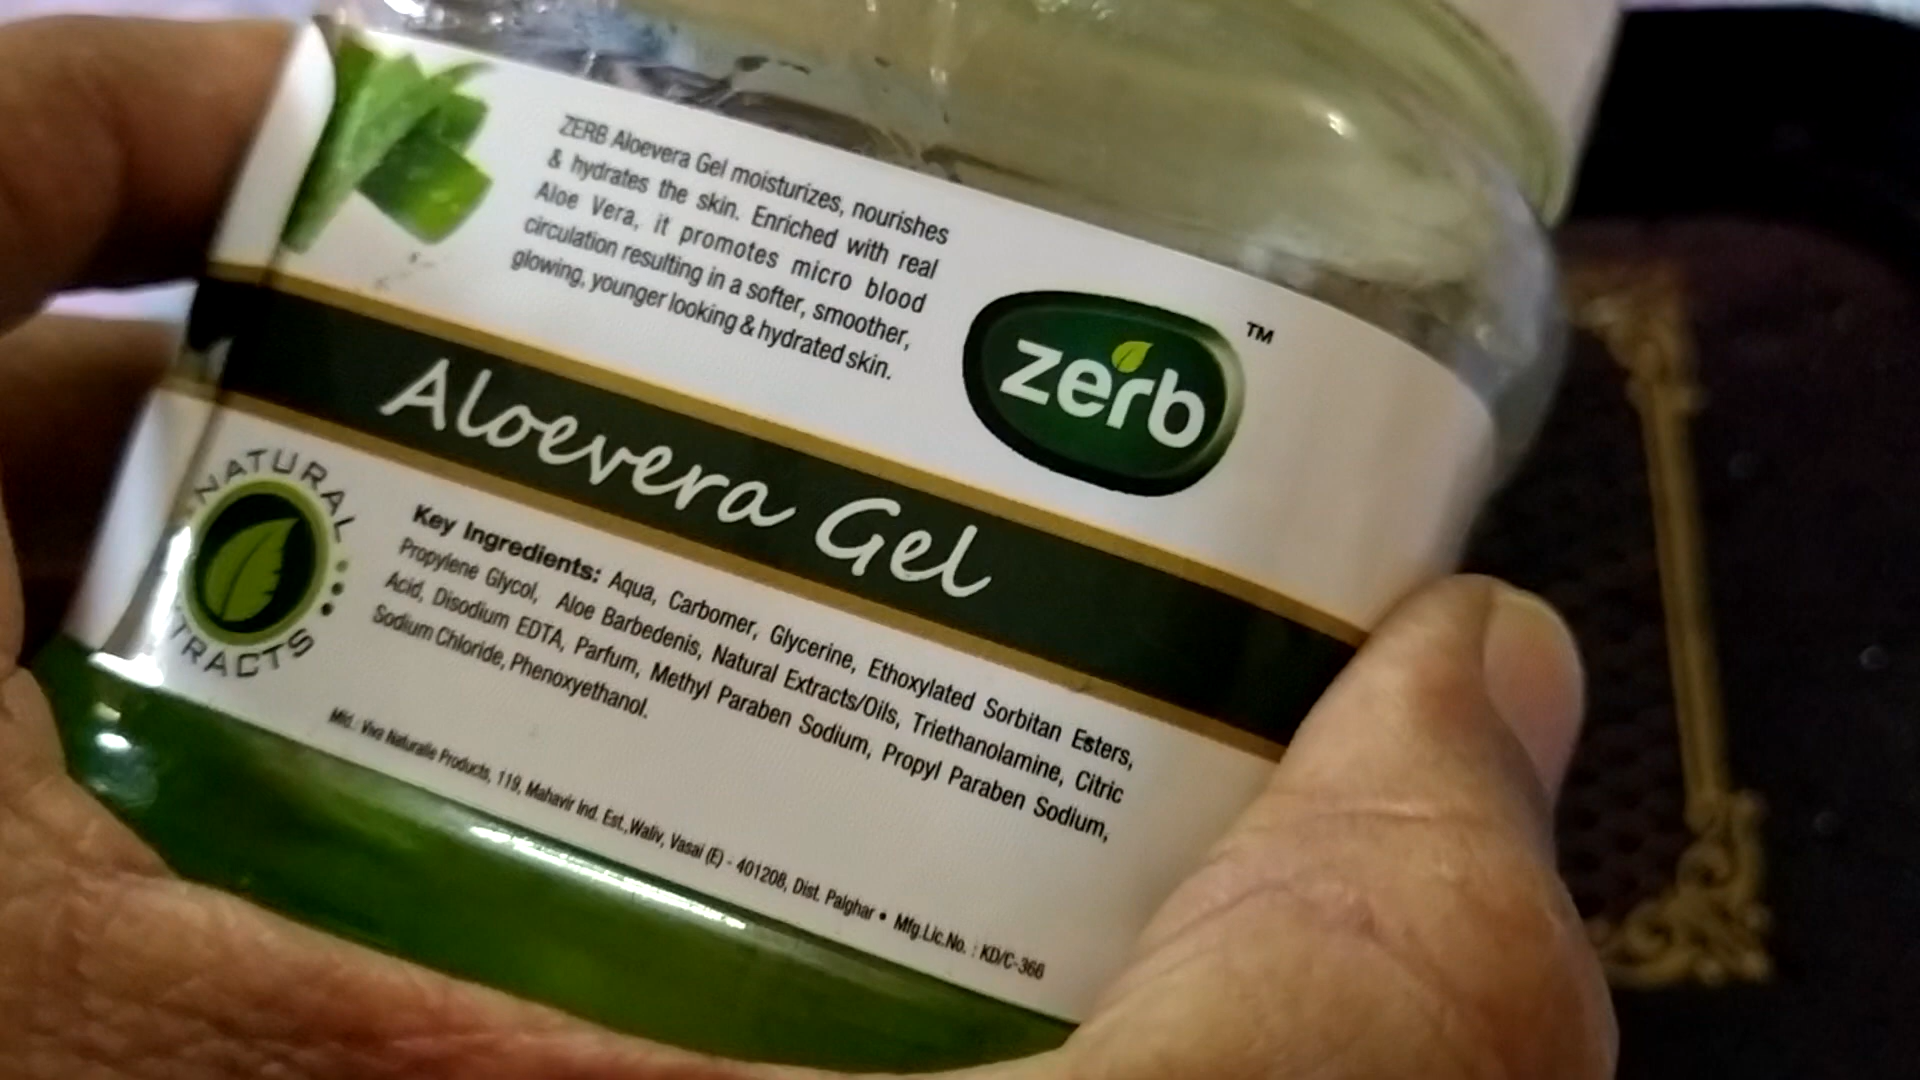 ZERB Aloevera Gel moisturizes, nourishes
& hydrates the skin. Enriched with real
Aloe Vera, it promotes micro blood
circulation resulting in a softer, smoother,
glowing, younger looking & hydrated skin.
zerb TM
Aloevera Gel
NATURAL
TRACTS
Key Ingredients: Aqua, Carbomer, Glycerine, Ethoxylated Sorbitan Esters,
Propylene Glycol, Aloe Barbedenis, Natural Extracts/Oils, Triethanolamine, Citric
Acid, Disodium EDTA, Parfum, Methyl Paraben Sodium, Propyl Paraben Sodium,
Sodium Chloride, Phenoxyethanol.
Mfd.: Viva Naturalle Products, 119, Mahavir Ind. Est., Waliv, Vasai (E) - 401208, Dist. Palghar • Mfg.Lic.No. : KD/C-366